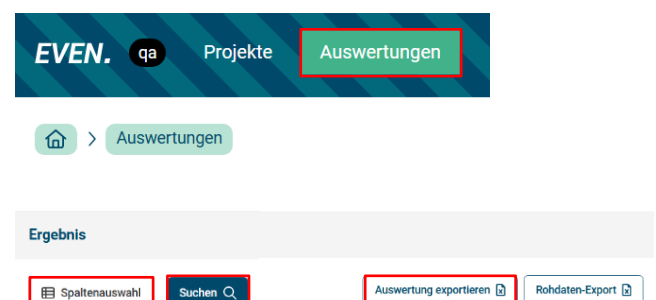 EVEN. qa Projekte Auswertungen
> Auswertungen
Ergebnis
Spaltenauswahl Suchen Auswertung exportieren Rohdaten-Export